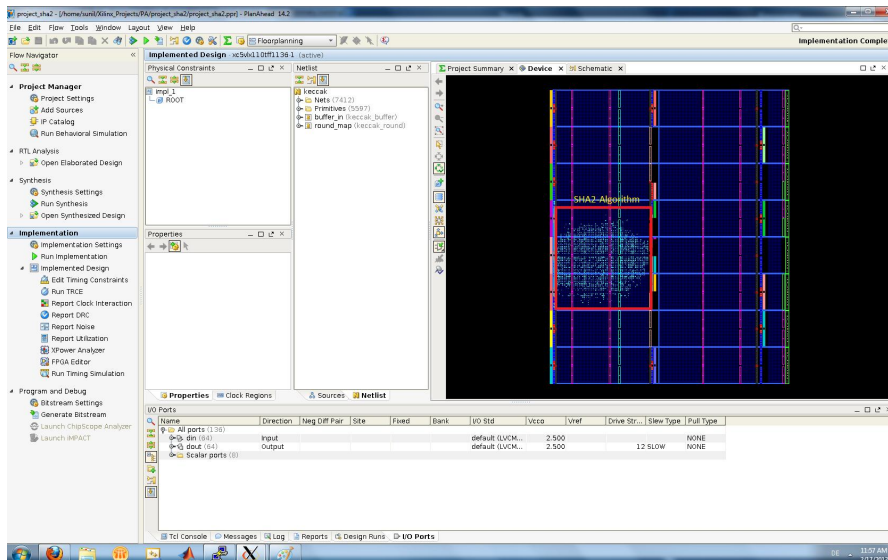 project_sha2 - [/home/sunil/Xilinx_Projects/PA/project_sha2/project_sha2.ppr] - PlanAhead 14.2
File Edit Flow Tools Window Layout View Help
Floorplanning
Implementation Comple
Flow Navigator
Implemented Design - xc5vlx110tff1136-1 (active)
Project Manager
Project Settings
Add Sources
IP Catalog
Run Behavioral Simulation
RTL Analysis
Open Elaborated Design
Synthesis
Synthesis Settings
Run Synthesis
Open Synthesized Design
Implementation
Implementation Settings
Run Implementation
Implemented Design
Edit Timing Constraints
Run TRCE
Report Clock Interaction
Report DRC
Report Noise
Report Utilization
XPower Analyzer
FPGA Editor
Run Timing Simulation
Program and Debug
Bitstream Settings
Generate Bitstream
Launch ChipScope Analyzer
Launch iMPACT
Physical Constraints
impl_1
ROOT
Netlist
keccak
Nets (7412)
Primitives (5597)
buffer_in (keccak_buffer)
round_map (keccak_round)
Properties
Properties Clock Regions
Sources Netlist
Project Summary Device Schematic
SHA2-Algorithm
I/O Ports
Name Direction Neg Diff Pair Site Fixed Bank I/O Std Vcco Vref Drive Str... Slew Type Pull Type
All ports (136)
din (64) Input default (LVCM... 2.500 NONE
dout (64) Output default (LVCM... 2.500 12 SLOW NONE
Scalar ports (8)
Tcl Console Messages Log Reports Design Runs I/O Ports
DE 11:57 AM